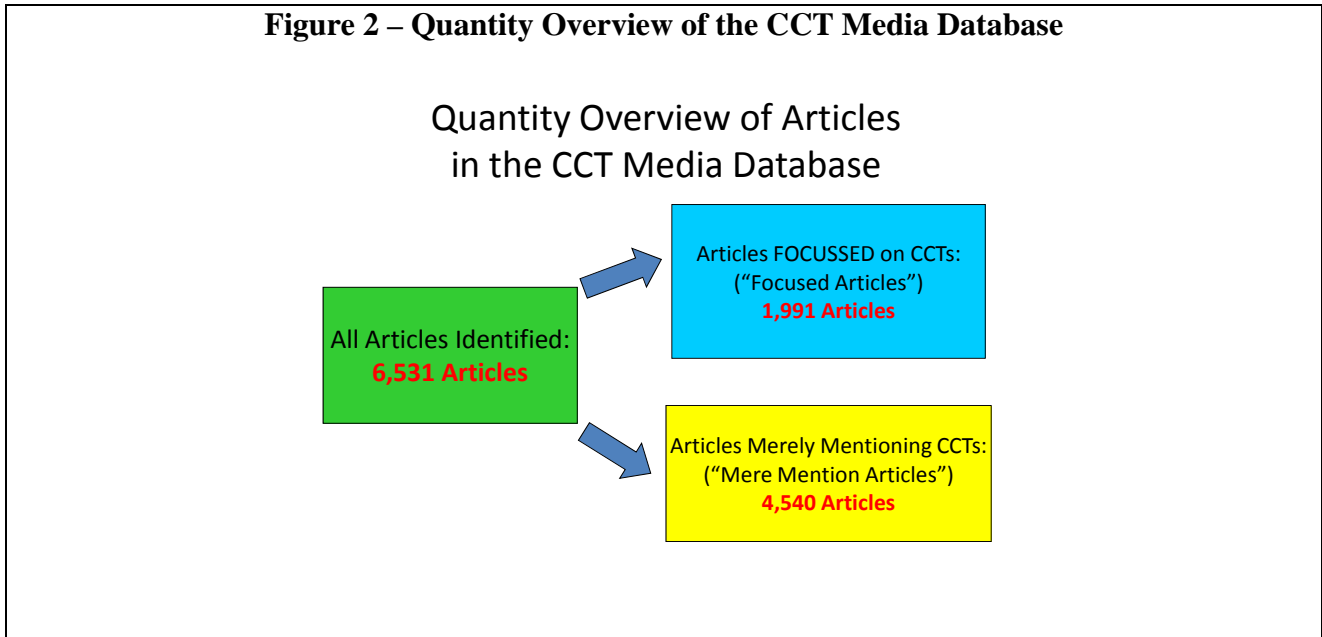 Figure 2 – Quantity Overview of the CCT Media Database
Quantity Overview of Articles
in the CCT Media Database
All Articles Identified:
6,531 Articles
Articles FOCUSSED on CCTs:
(“Focused Articles”)
1,991 Articles
Articles Merely Mentioning CCTs:
(“Mere Mention Articles”)
4,540 Articles